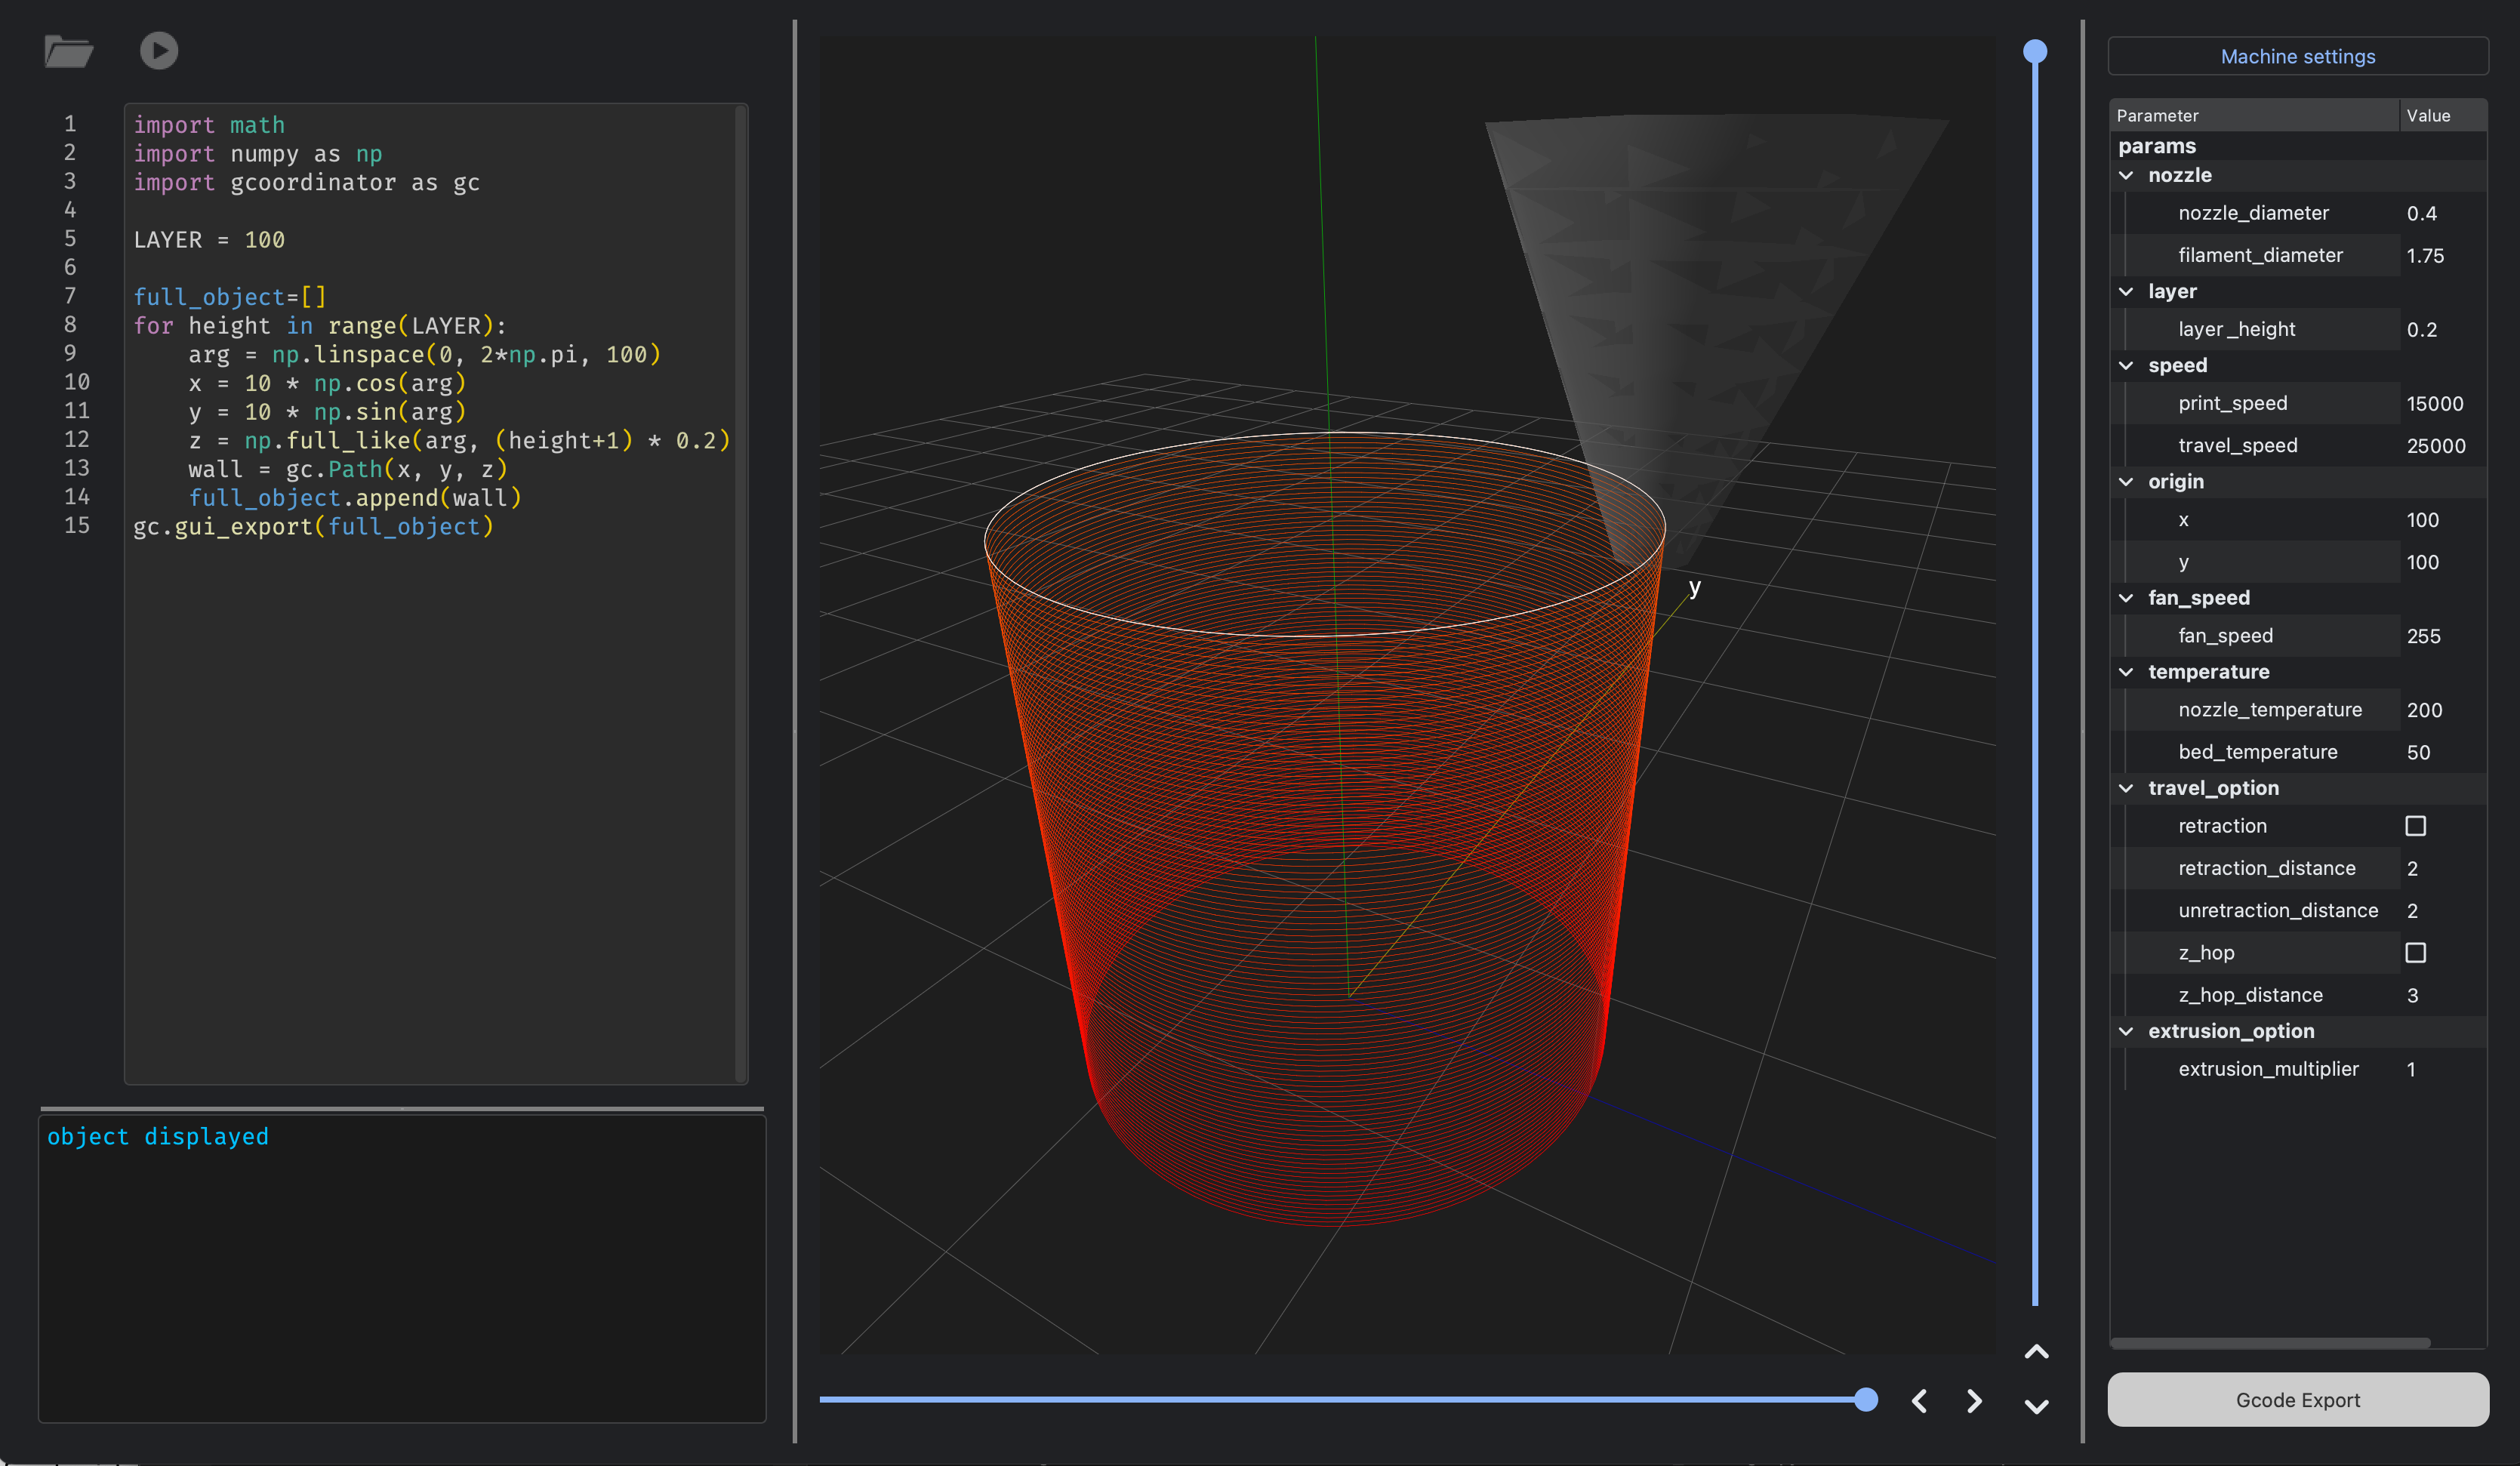 1 import math
2 import numpy as np
3 import gcoordinator as gc
4
5 LAYER = 100
6
7 full_object=[]
8 for height in range(LAYER):
9     arg = np.linspace(0, 2*np.pi, 100)
10     x = 10 * np.cos(arg)
11     y = 10 * np.sin(arg)
12     z = np.full_like(arg, (height+1) * 0.2)
13     wall = gc.Path(x, y, z)
14     full_object.append(wall)
15 gc.gui_export(full_object)
object displayed
y
Machine settings
Parameter Value
params
nozzle
nozzle_diameter 0.4
filament_diameter 1.75
layer
layer_height 0.2
speed
print_speed 15000
travel_speed 25000
origin
x 100
y 100
fan_speed
fan_speed 255
temperature
nozzle_temperature 200
bed_temperature 50
travel_option
retraction
retraction_distance 2
unretraction_distance 2
z_hop
z_hop_distance 3
extrusion_option
extrusion_multiplier 1
Gcode Export